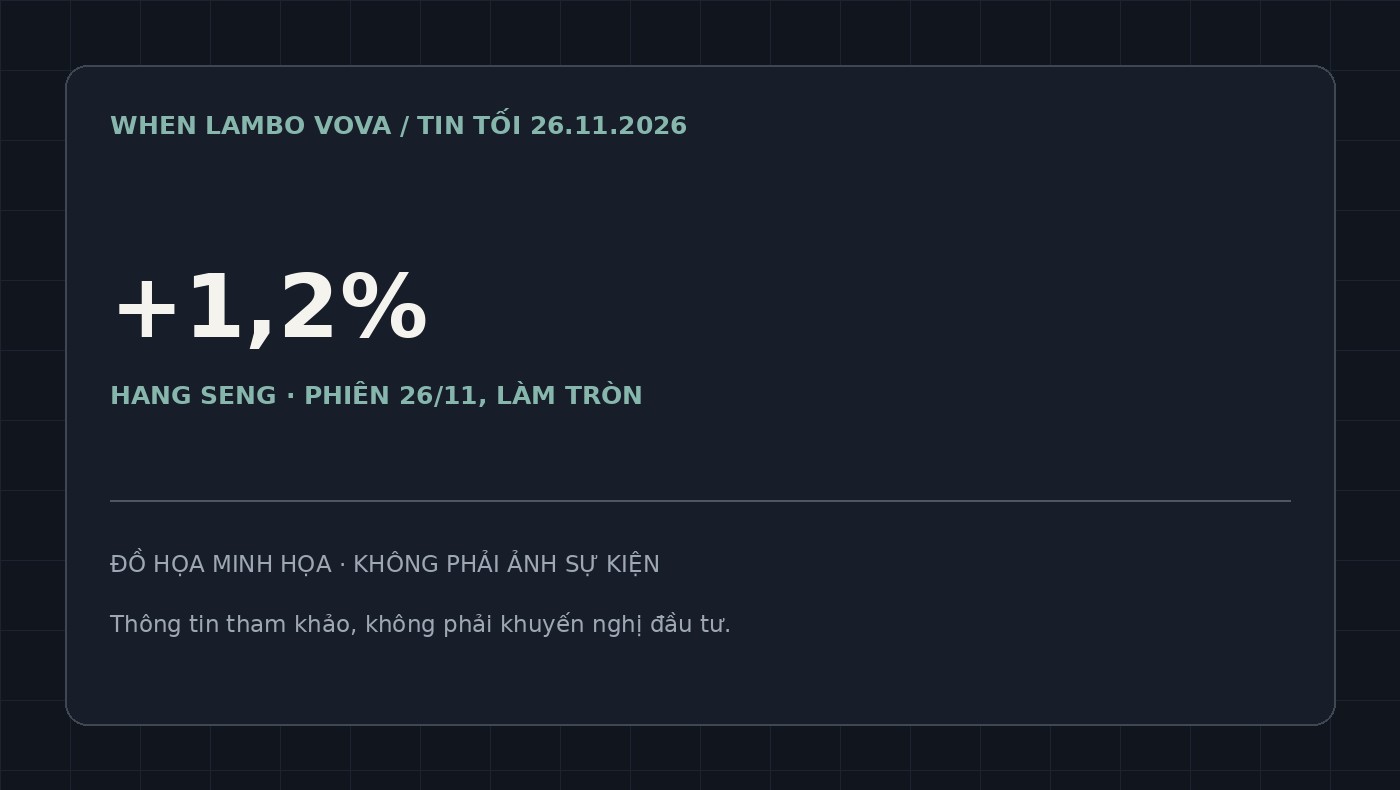 WHEN LAMBO VOVA / TIN TỐI 26.11.2026
+1,2%
HANG SENG · PHIÊN 26/11, LÀM TRÒN
ĐỒ HỌA MINH HỌA · KHÔNG PHẢI ẢNH SỰ KIỆN
Thông tin tham khảo, không phải khuyến nghị đầu tư.